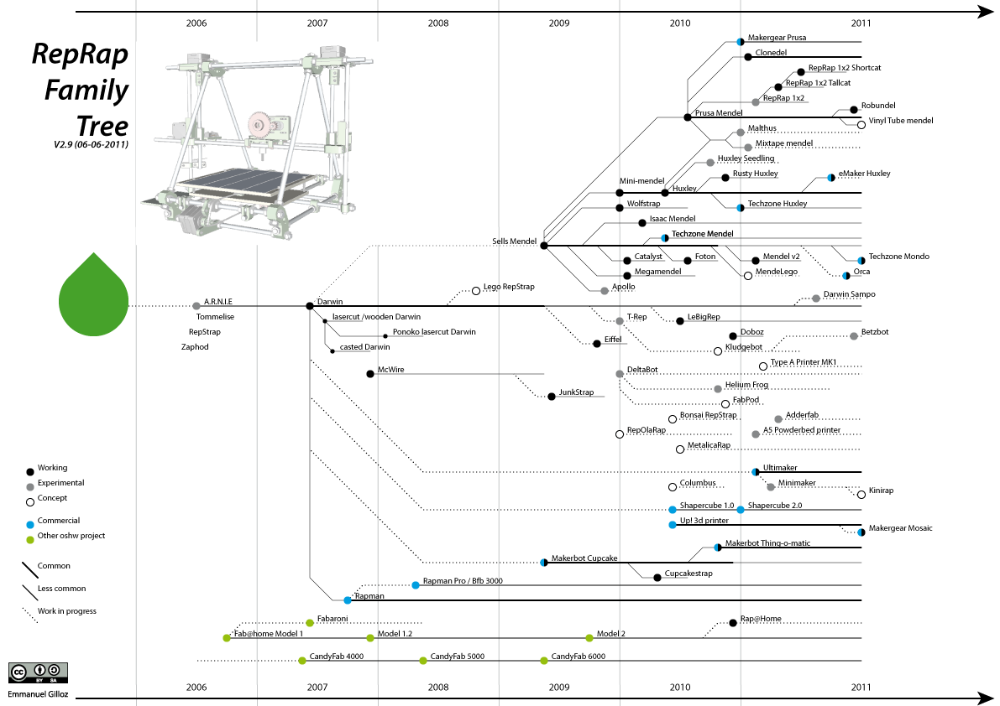 2006 2007 2008 2009 2010 2011
RepRap
Family
Tree
V2.9 (06-06-2011)
Makergear Prusa
Clonedel
RepRap 1x2 Shortcat
RepRap 1x2 Tallcat
RepRap 1x2
Robundel
Prusa Mendel
Vinyl Tube mendel
Malthus
Mixtape mendel
Huxley Seedling
Rusty Huxley
eMaker Huxley
Mini-mendel
Huxley
Wolfstrap
Techzone Huxley
Isaac Mendel
Techzone Mendel
Sells Mendel
Catalyst
Foton
Mendel v2
Techzone Mondo
Megamendel
MendeLego
Orca
Lego RepStrap
Apollo
Darwin Sampo
A.R.N.I.E
Darwin
Tommelise
lasercut /wooden Darwin
T-Rep
LeBigRep
RepStrap
Ponoko lasercut Darwin
Doboz
Betzbot
Zaphod
casted Darwin
Eiffel
Kludgebot
Type A Printer MK1
McWire
DeltaBot
Helium Frog
JunkStrap
FabPod
Bonsai RepStrap
Adderfab
RepOlaRap
A5 Powderbed printer
MetalicaRap
Working
Ultimaker
Experimental
Columbus
Minimaker
Concept
Kinirap
Shapercube 1.0
Shapercube 2.0
Commercial
Up! 3d printer
Other oshw project
Makergear Mosaic
Makerbot Thing-o-matic
Common
Makerbot Cupcake
Cupcakestrap
Less common
Rapman Pro / Bfb 3000
Rapman
Work in progress
Fabaroni
Rap@Home
Fab@home Model 1
Model 1.2
Model 2
CandyFab 4000
CandyFab 5000
CandyFab 6000
cc
BY SA
Emmanuel Gilloz
2006 2007 2008 2009 2010 2011